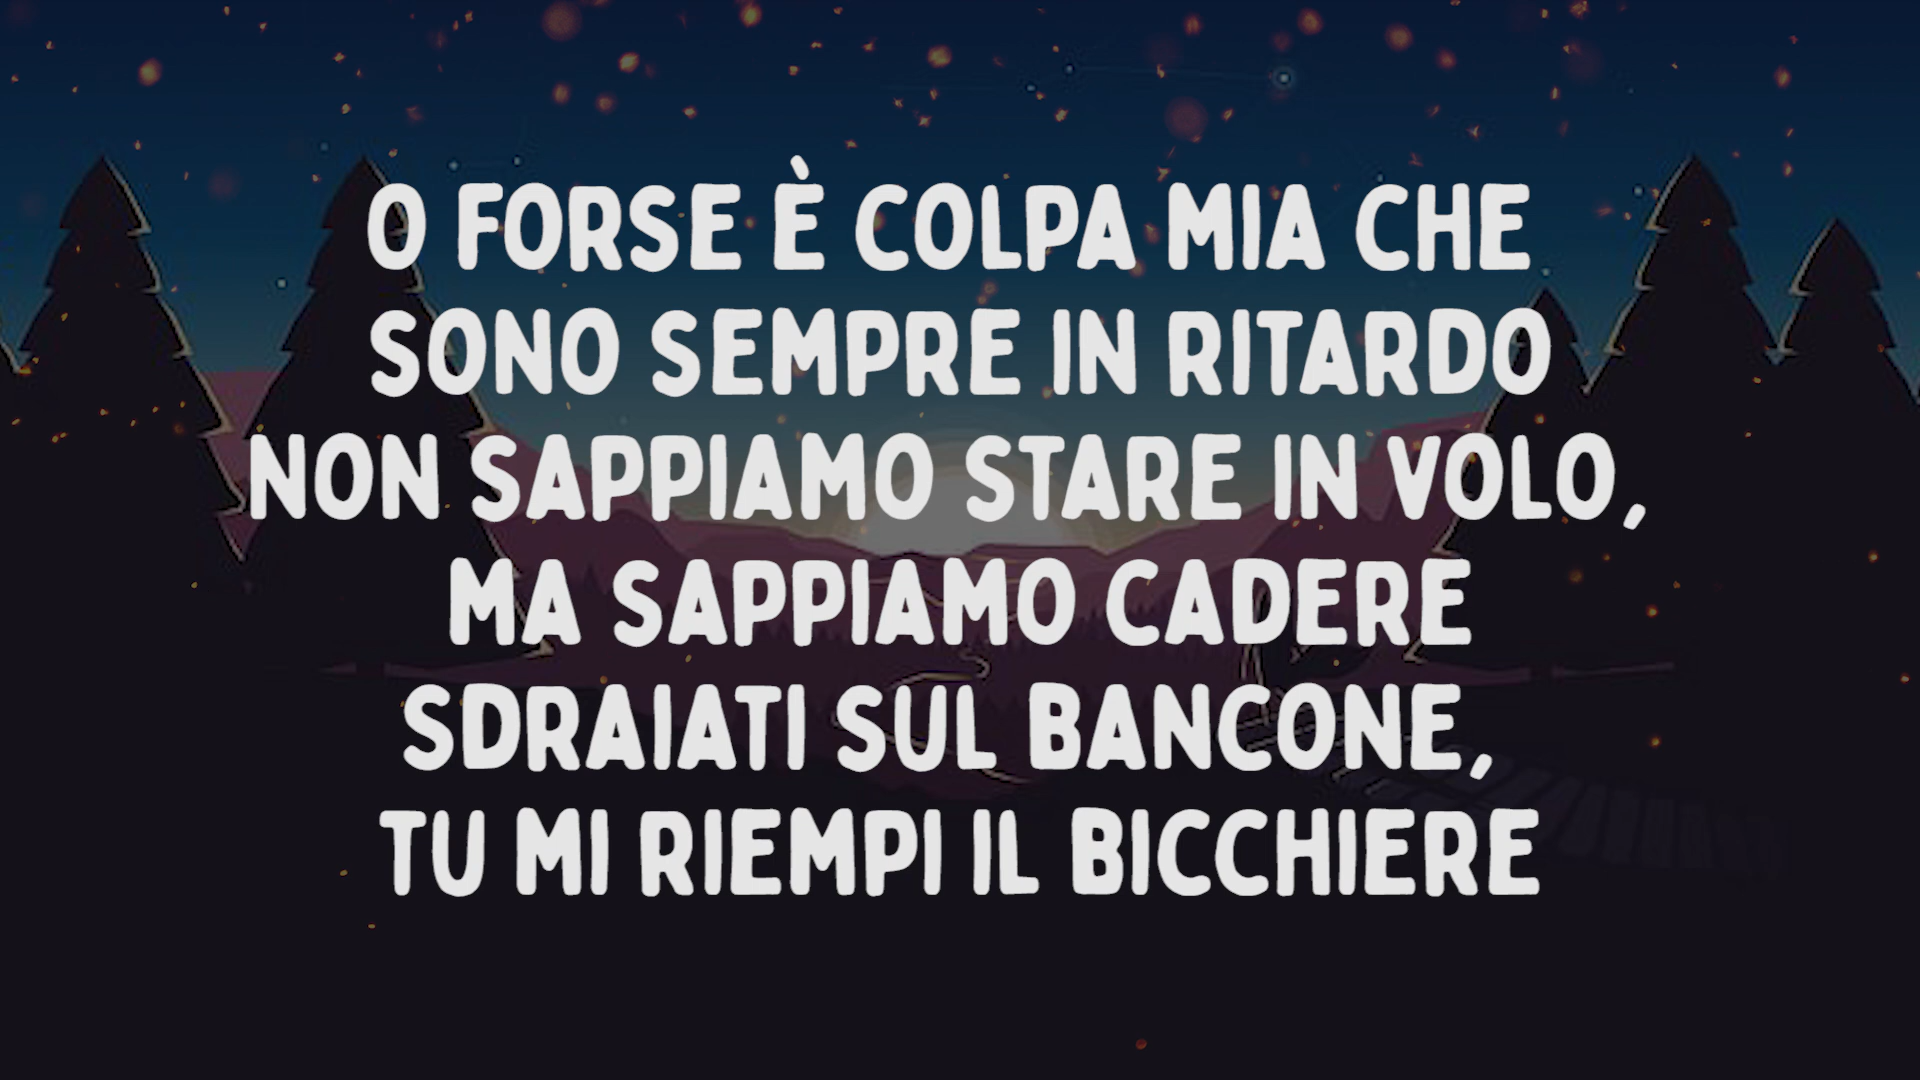 O FORSE È COLPA MIA CHE
SONO SEMPRE IN RITARDO
NON SAPPIAMO STARE IN VOLO,
MA SAPPIAMO CADERE
SDRAIATI SUL BANCONE,
TU MI RIEMPI IL BICCHIERE